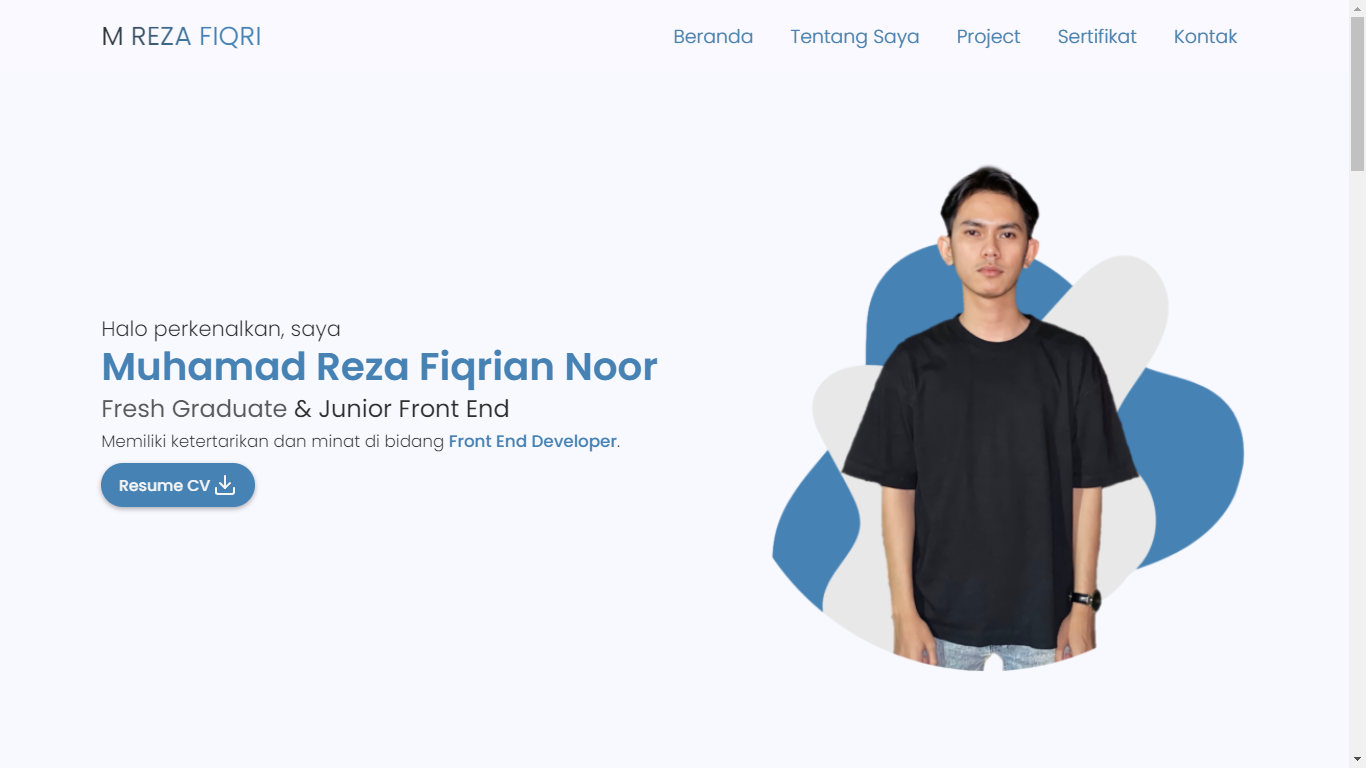 M REZA FIQRI
Beranda Tentang Saya Project Sertifikat Kontak
Halo perkenalkan, saya
Muhamad Reza Fiqrian Noor
Fresh Graduate & Junior Front End
Memiliki ketertarikan dan minat di bidang Front End Developer.
Resume CV